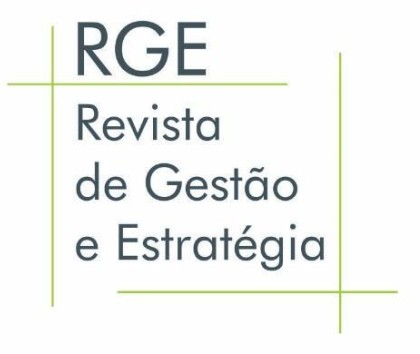 RGE
Revista
de Gestão
e Estratégia